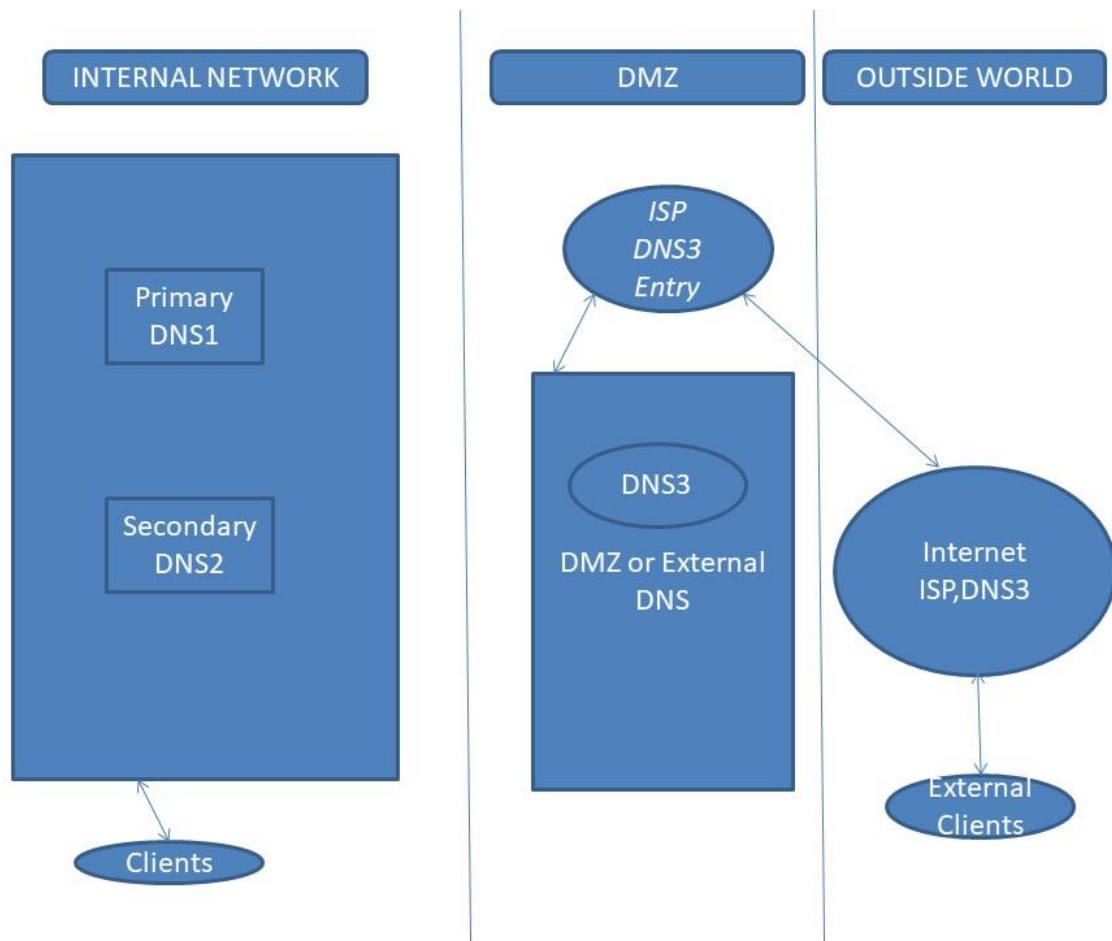 INTERNAL NETWORK
DMZ
OUTSIDE WORLD
Primary
DNS1
Secondary
DNS2
Clients
ISP
DNS3
Entry
DNS3
DMZ or External
DNS
Internet
ISP,DNS3
External
Clients